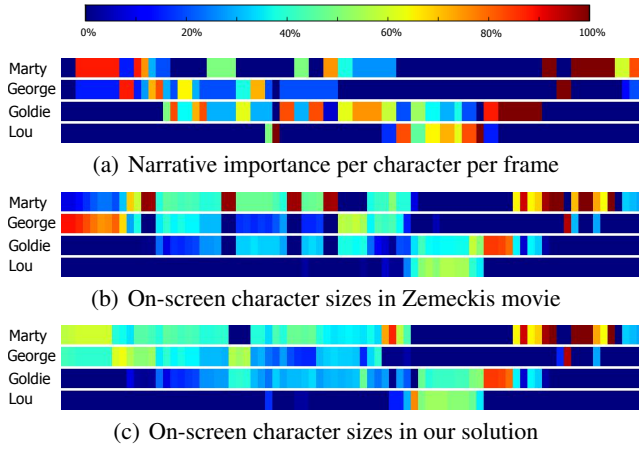 0% 20% 40% 60% 80% 100%
Marty
George
Goldie
Lou
(a) Narrative importance per character per frame
Marty
George
Goldie
Lou
(b) On-screen character sizes in Zemeckis movie
Marty
George
Goldie
Lou
(c) On-screen character sizes in our solution